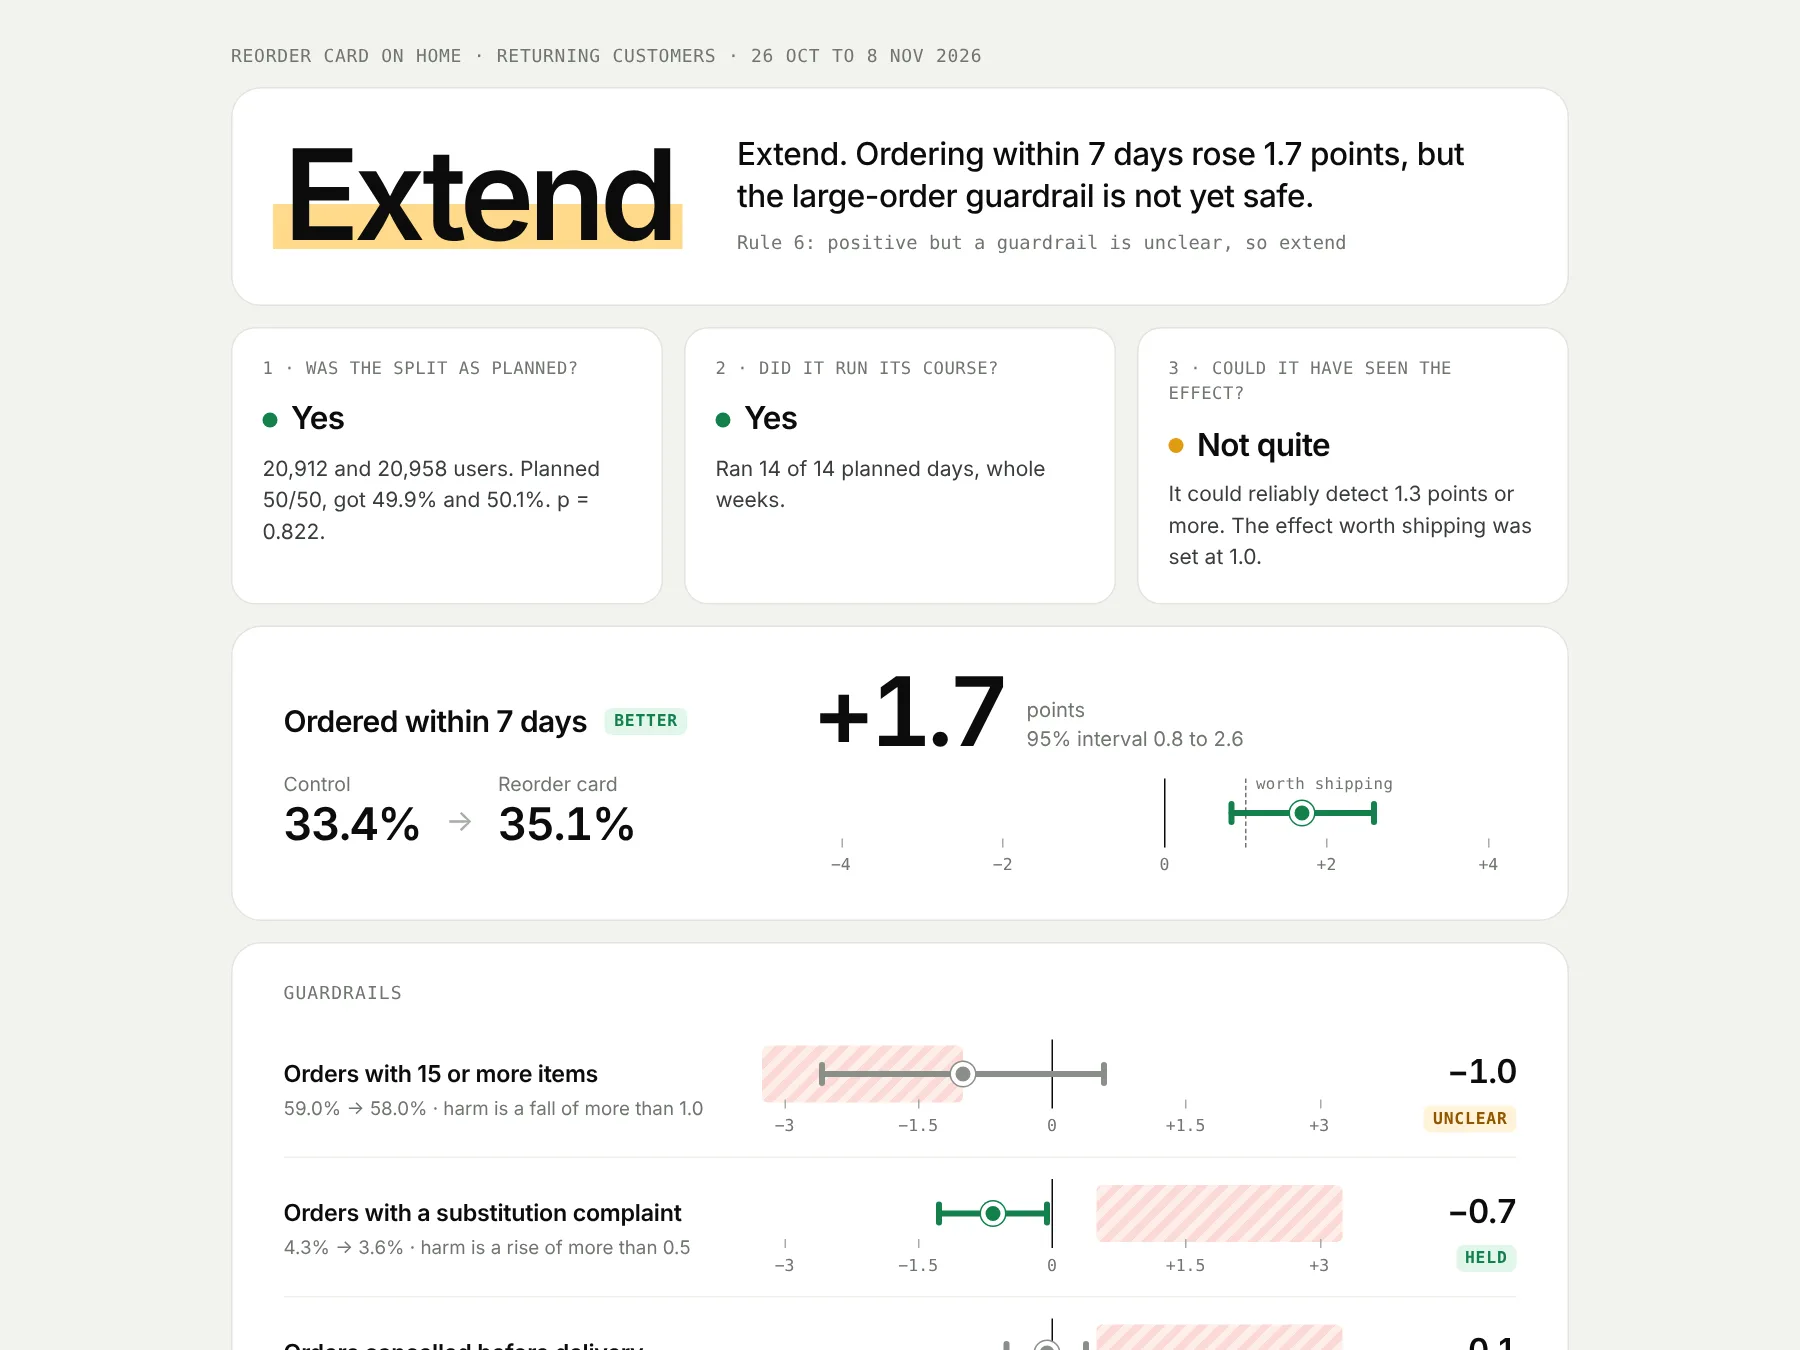 REORDER CARD ON HOME · RETURNING CUSTOMERS · 26 OCT TO 8 NOV 2026
Extend
Extend. Ordering within 7 days rose 1.7 points, but
the large-order guardrail is not yet safe.
Rule 6: positive but a guardrail is unclear, so extend
1 · WAS THE SPLIT AS PLANNED?
Yes
20,912 and 20,958 users. Planned
50/50, got 49.9% and 50.1%. p =
0.822.
2 · DID IT RUN ITS COURSE?
Yes
Ran 14 of 14 planned days, whole
weeks.
3 · COULD IT HAVE SEEN THE
EFFECT?
Not quite
It could reliably detect 1.3 points or
more. The effect worth shipping was
set at 1.0.
Ordered within 7 days BETTER
Control
33.4%
→
Reorder card
35.1%
+1.7
points
95% interval 0.8 to 2.6
worth shipping
−4 −2 0 +2 +4
GUARDRAILS
Orders with 15 or more items
59.0% → 58.0% · harm is a fall of more than 1.0
−3 −1.5 0 +1.5 +3
−1.0
UNCLEAR
Orders with a substitution complaint
4.3% → 3.6% · harm is a rise of more than 0.5
−3 −1.5 0 +1.5 +3
−0.7
HELD
Orders cancelled before delivery